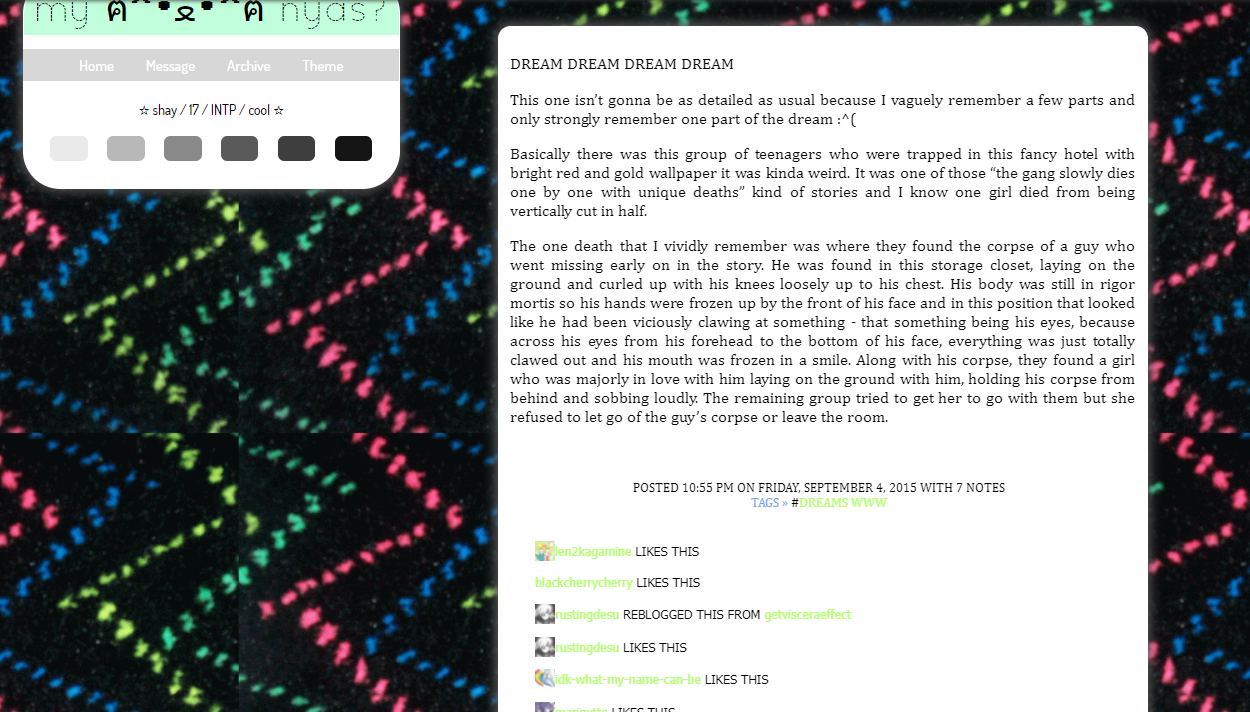 my ฅ^•ﻌ•^ฅ nyas?
Home Message Archive Theme
☆ shay / 17 / INTP / cool ☆
DREAM DREAM DREAM DREAM
This one isn’t gonna be as detailed as usual because I vaguely remember a few parts and
only strongly remember one part of the dream :^(
Basically there was this group of teenagers who were trapped in this fancy hotel with
bright red and gold wallpaper it was kinda weird. It was one of those “the gang slowly dies
one by one with unique deaths” kind of stories and I know one girl died from being
vertically cut in half.
The one death that I vividly remember was where they found the corpse of a guy who
went missing early on in the story. He was found in this storage closet, laying on the
ground and curled up with his knees loosely up to his chest. His body was still in rigor
mortis so his hands were frozen up by the front of his face and in this position that looked
like he had been viciously clawing at something - that something being his eyes, because
across his eyes from his forehead to the bottom of his face, everything was just totally
clawed out and his mouth was frozen in a smile. Along with his corpse, they found a girl
who was majorly in love with him laying on the ground with him, holding his corpse from
behind and sobbing loudly. The remaining group tried to get her to go with them but she
refused to let go of the guy’s corpse or leave the room.
POSTED 10:55 PM ON FRIDAY, SEPTEMBER 4, 2015 WITH 7 NOTES
TAGS » #DREAMS WWW
len2kagamine LIKES THIS
blackcherrycherry LIKES THIS
rustingdesu REBLOGGED THIS FROM getvisceraeffect
rustingdesu LIKES THIS
idk-what-my-name-can-be LIKES THIS
LIKES THIS